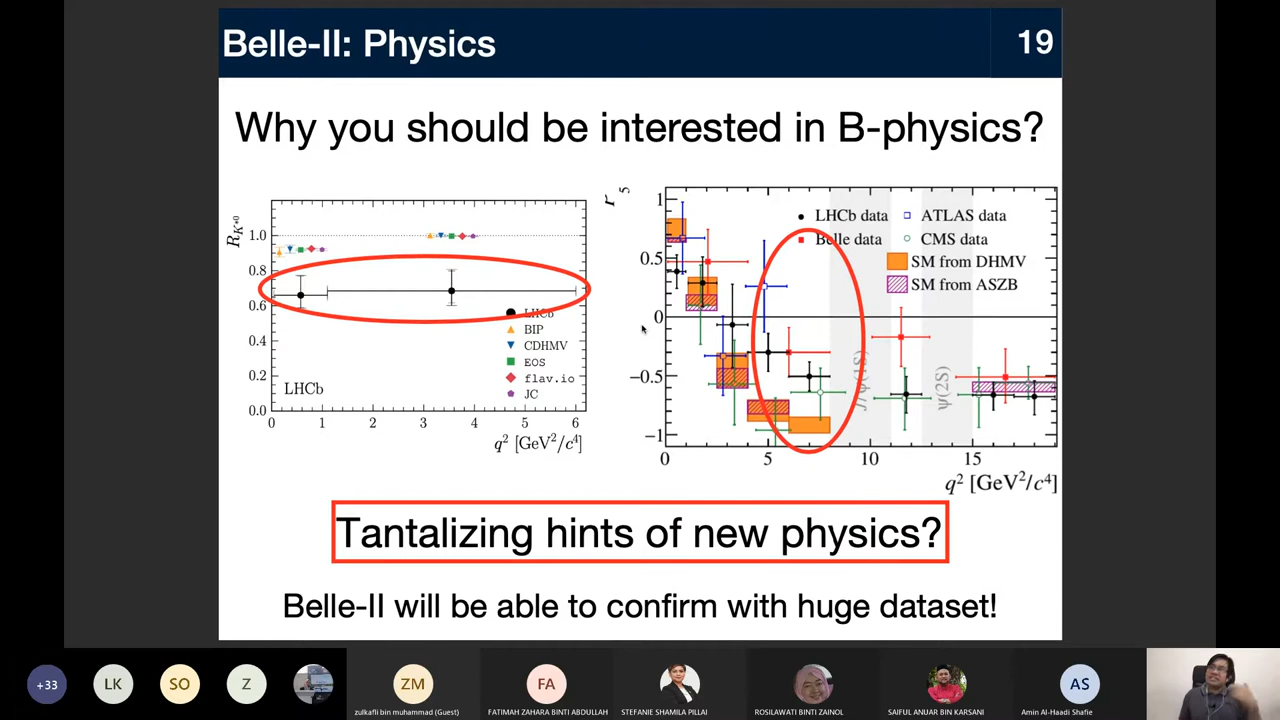 Belle-II: Physics
19
Why you should be interested in B-physics?
R_K*0
1.0
0.8
0.6
0.4
0.2
0.0
LHCb
BIP
CDHMV
EOS
flav.io
JC
LHCb
0 1 2 3 4 5 6
q² [GeV²/c⁴]
5
1
0.5
0
−0.5
−1
LHCb data
ATLAS data
Belle data
CMS data
SM from DHMV
SM from ASZB
J/ψ(1S)
ψ(2S)
0 5 10 15
q² [GeV²/c⁴]
Tantalizing hints of new physics?
Belle-II will be able to confirm with huge dataset!
+33
LK
SO
Z
ZM
FA
AS
zulkafli bin muhammad (Guest)
FATIMAH ZAHARA BINTI ABDULLAH
STEFANIE SHAMILA PILLAI
ROSILAWATI BINTI ZAINOL
SAIFUL ANUAR BIN KARSANI
Amin Al-Haadi Shafie